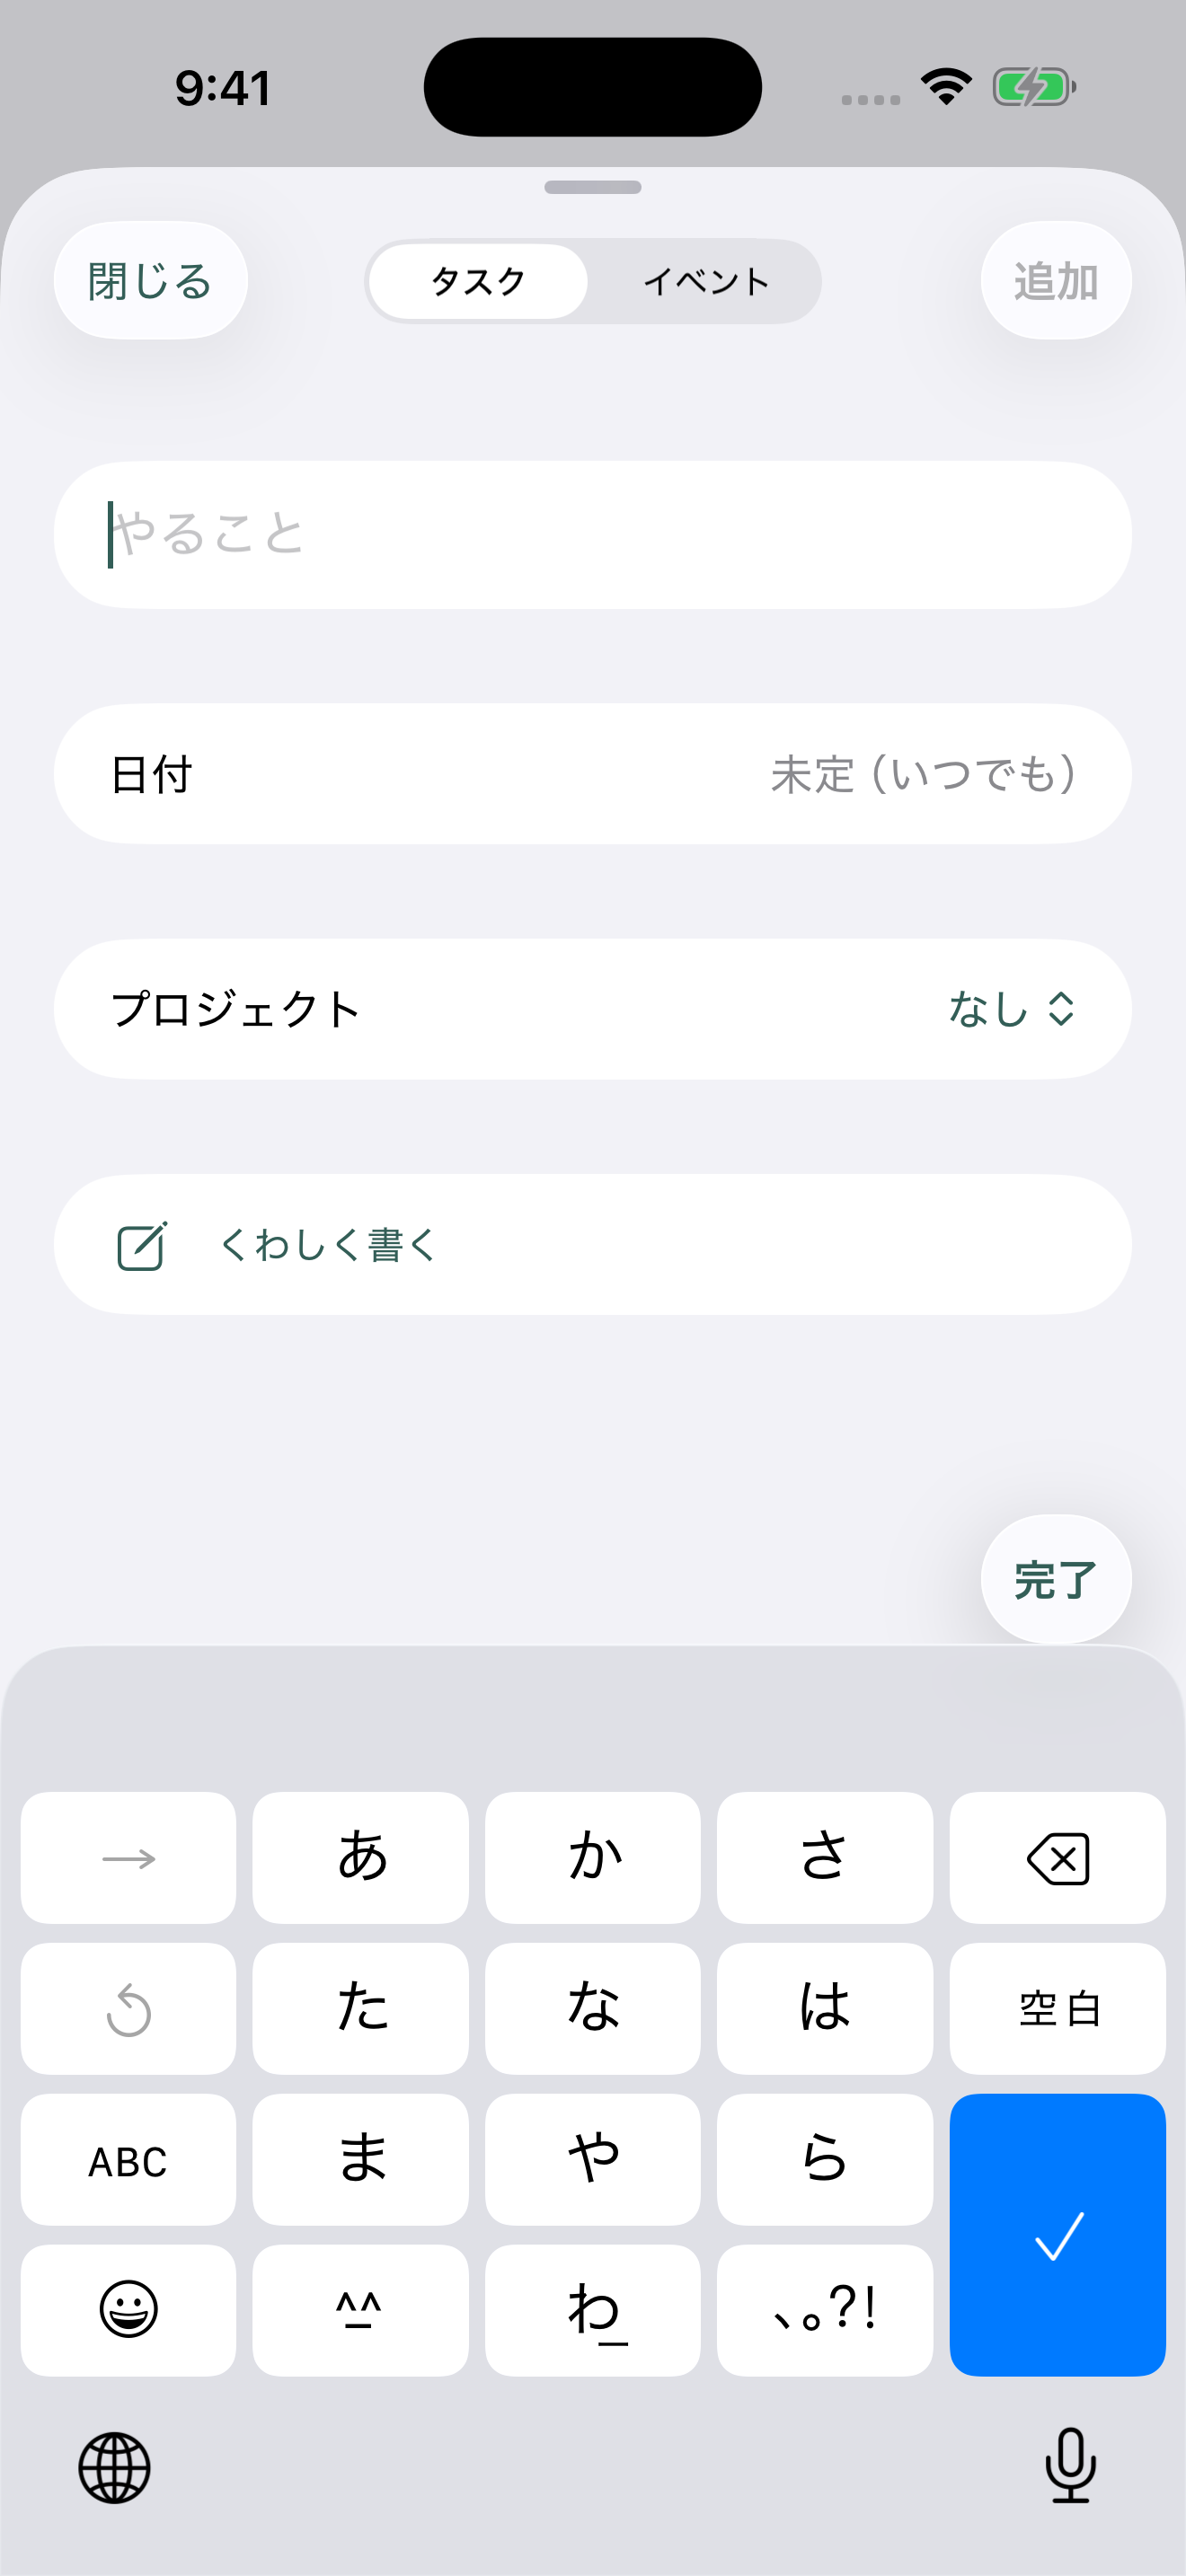 9:41
閉じる タスク イベント 追加
やること
日付 未定（いつでも）
プロジェクト なし
くわしく書く
完了
→ あ か さ
た な は 空白
ABC ま や ら
^^ わ 、。?!